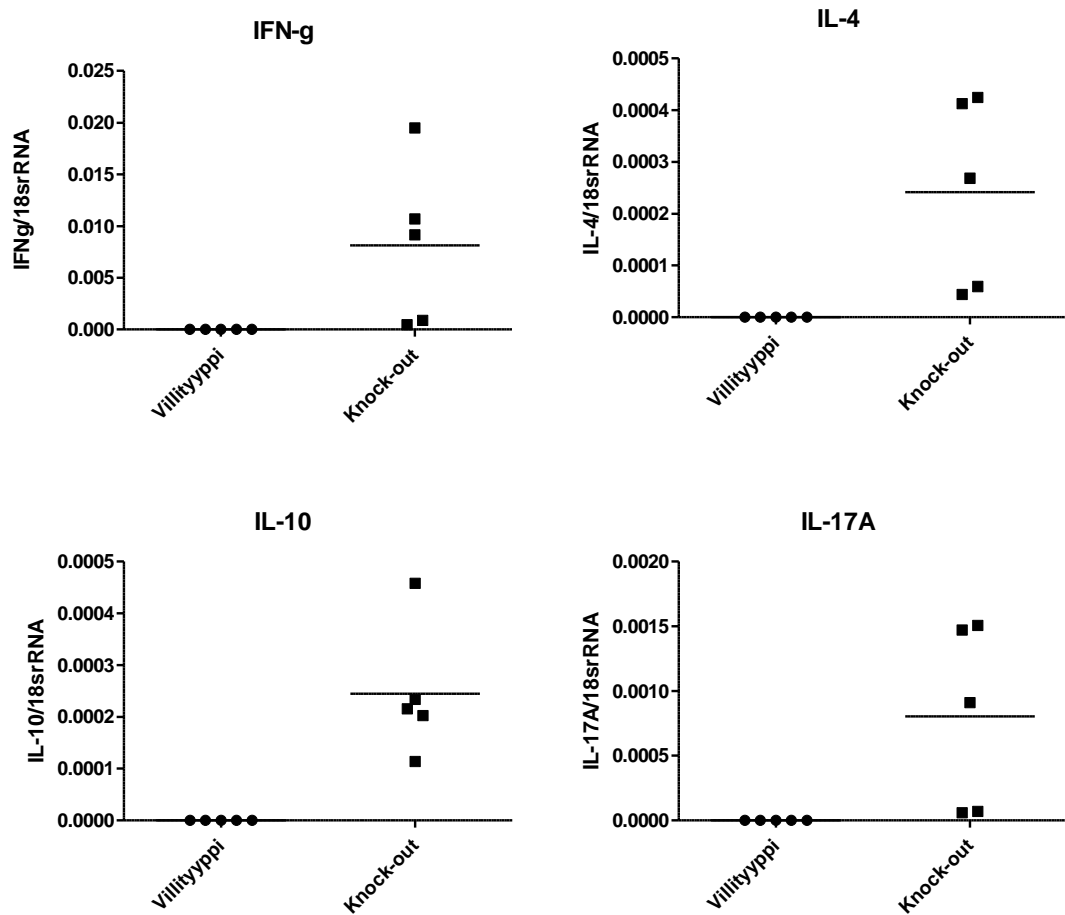 IFN-g
IFNg/18srRNA
0.025
0.020
0.015
0.010
0.005
0.000
Villityyppi
Knock-out
IL-4
IL-4/18srRNA
0.0005
0.0004
0.0003
0.0002
0.0001
0.0000
Villityyppi
Knock-out
IL-10
IL-10/18srRNA
0.0005
0.0004
0.0003
0.0002
0.0001
0.0000
Villityyppi
Knock-out
IL-17A
IL-17A/18srRNA
0.0020
0.0015
0.0010
0.0005
0.0000
Villityyppi
Knock-out